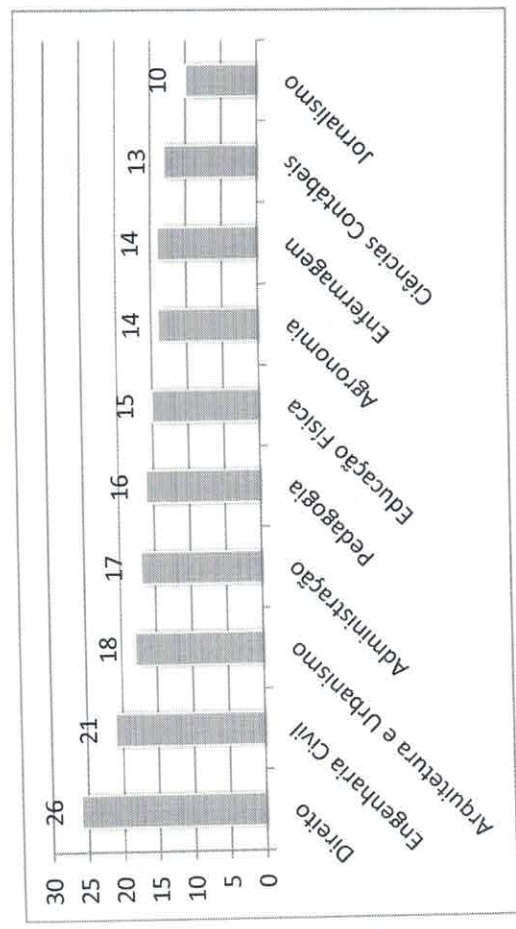 30
25
20
15
10
5
0
26
21
18
17
16
15
14
14
13
10
Direito
Engenharia Civil
Arquitetura e Urbanismo
Administração
Pedagogia
Educação Física
Agronomia
Enfermagem
Ciências Contábeis
Jornalismo